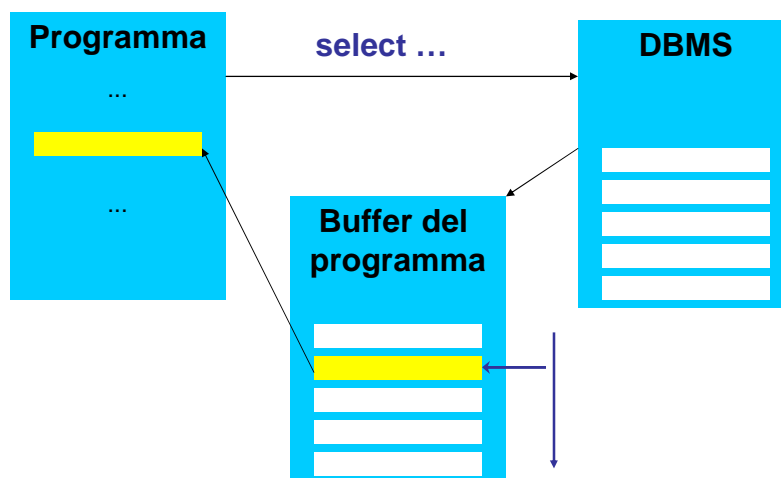 Programma
select …
DBMS
…
…
Buffer del
programma